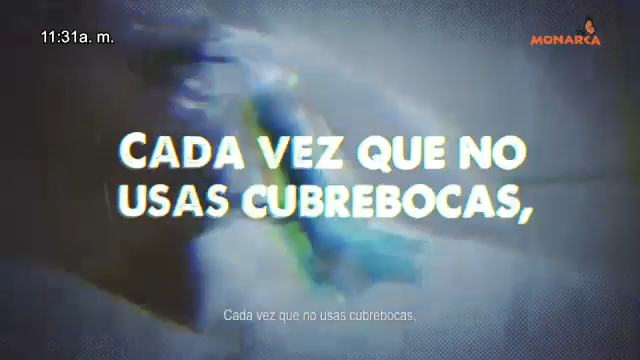 11:31a. m.
MONARCA
CADA VEZ QUE NO
USAS CUBREBOCAS,
Cada vez que no usas cubrebocas,